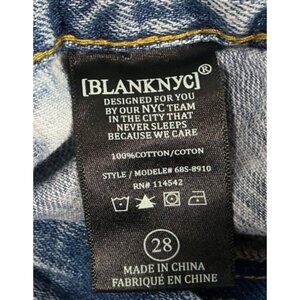 [BLANKNYC]®
DESIGNED FOR YOU
BY OUR NYC TEAM
IN THE CITY THAT
NEVER SLEEPS
BECAUSE WE CARE
100%COTTON/COTON
STYLE / MODELE# 68S-8910
RN# 114542
28
MADE IN CHINA
FABRIQUÉ EN CHINE